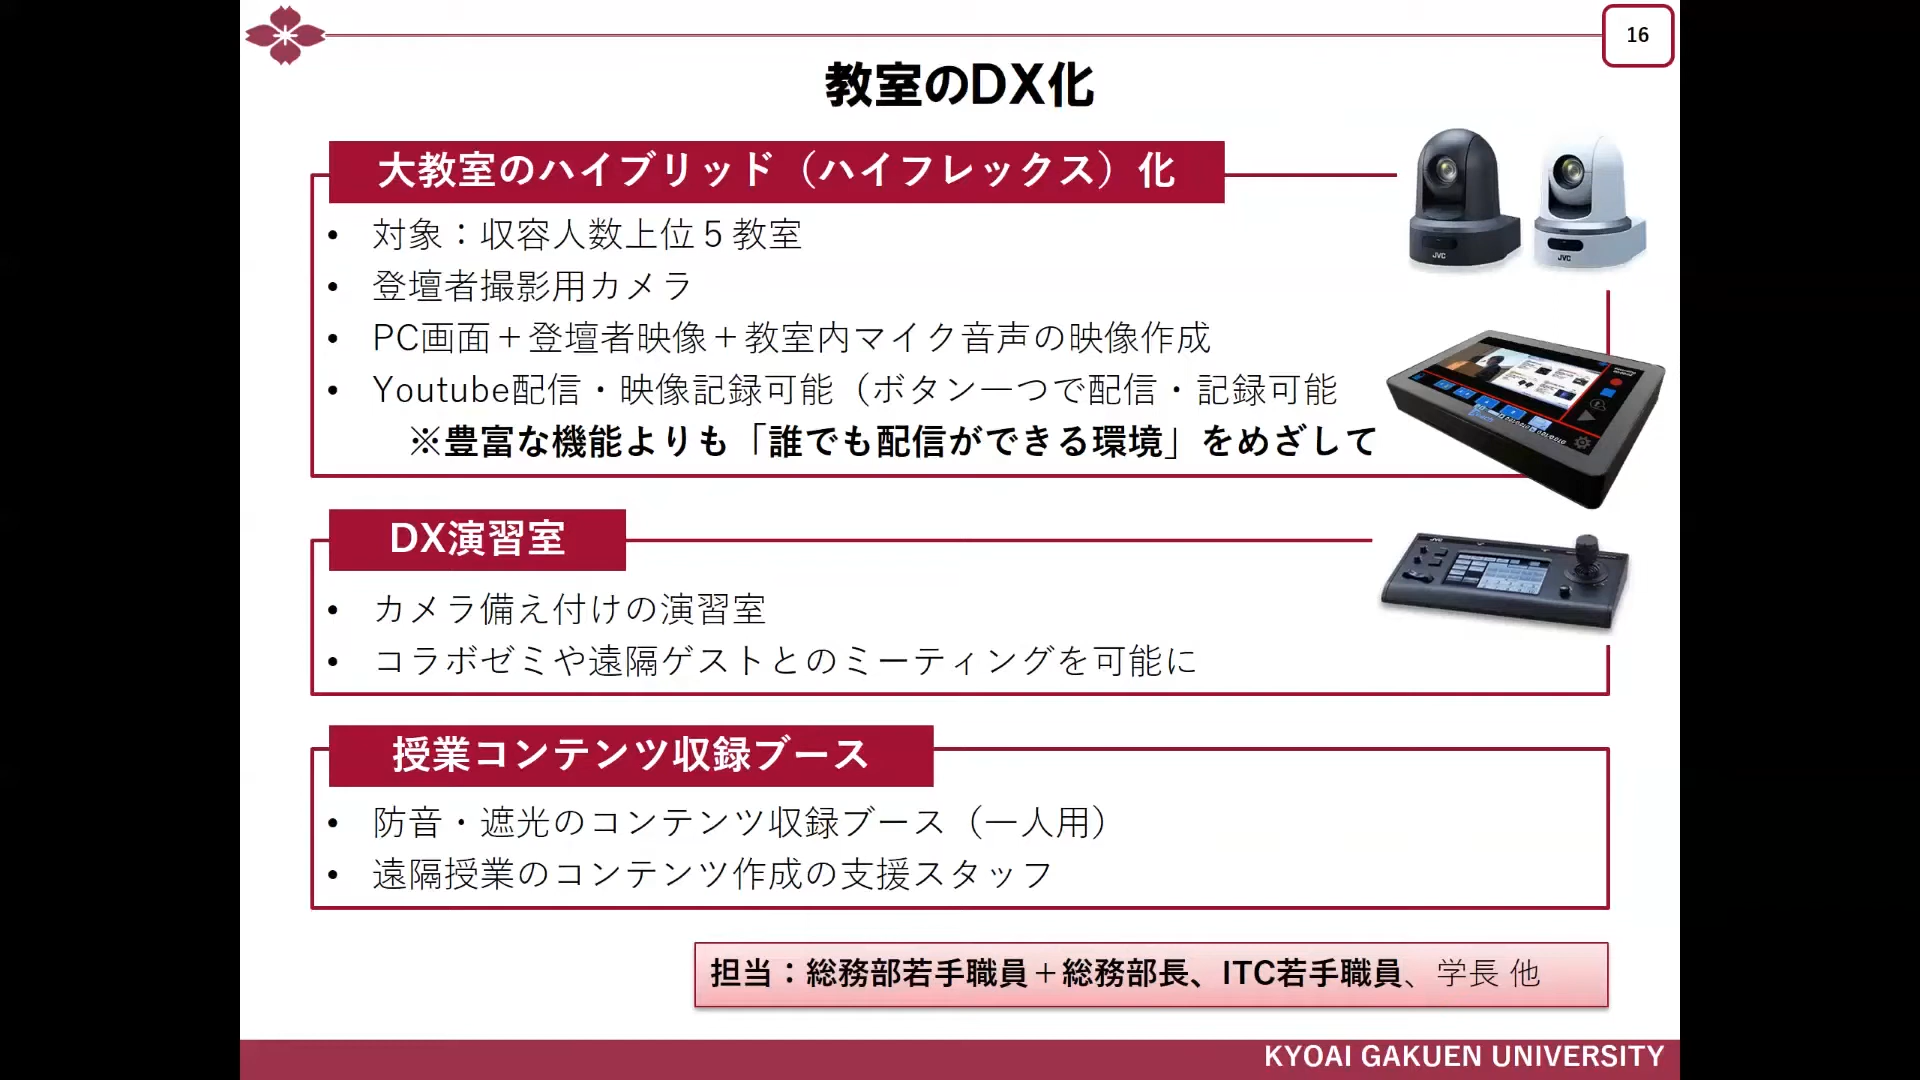 16
教室のDX化
大教室のハイブリッド（ハイフレックス）化
• 対象：収容人数上位５教室
• 登壇者撮影用カメラ
• PC画面＋登壇者映像＋教室内マイク音声の映像作成
• Youtube配信・映像記録可能（ボタン一つで配信・記録可能
※豊富な機能よりも「誰でも配信ができる環境」をめざして
JVC
JVC
DX演習室
• カメラ備え付けの演習室
• コラボゼミや遠隔ゲストとのミーティングを可能に
JVC
授業コンテンツ収録ブース
• 防音・遮光のコンテンツ収録ブース（一人用）
• 遠隔授業のコンテンツ作成の支援スタッフ
担当：総務部若手職員＋総務部長、ITC若手職員、学長 他
KYOAI GAKUEN UNIVERSITY